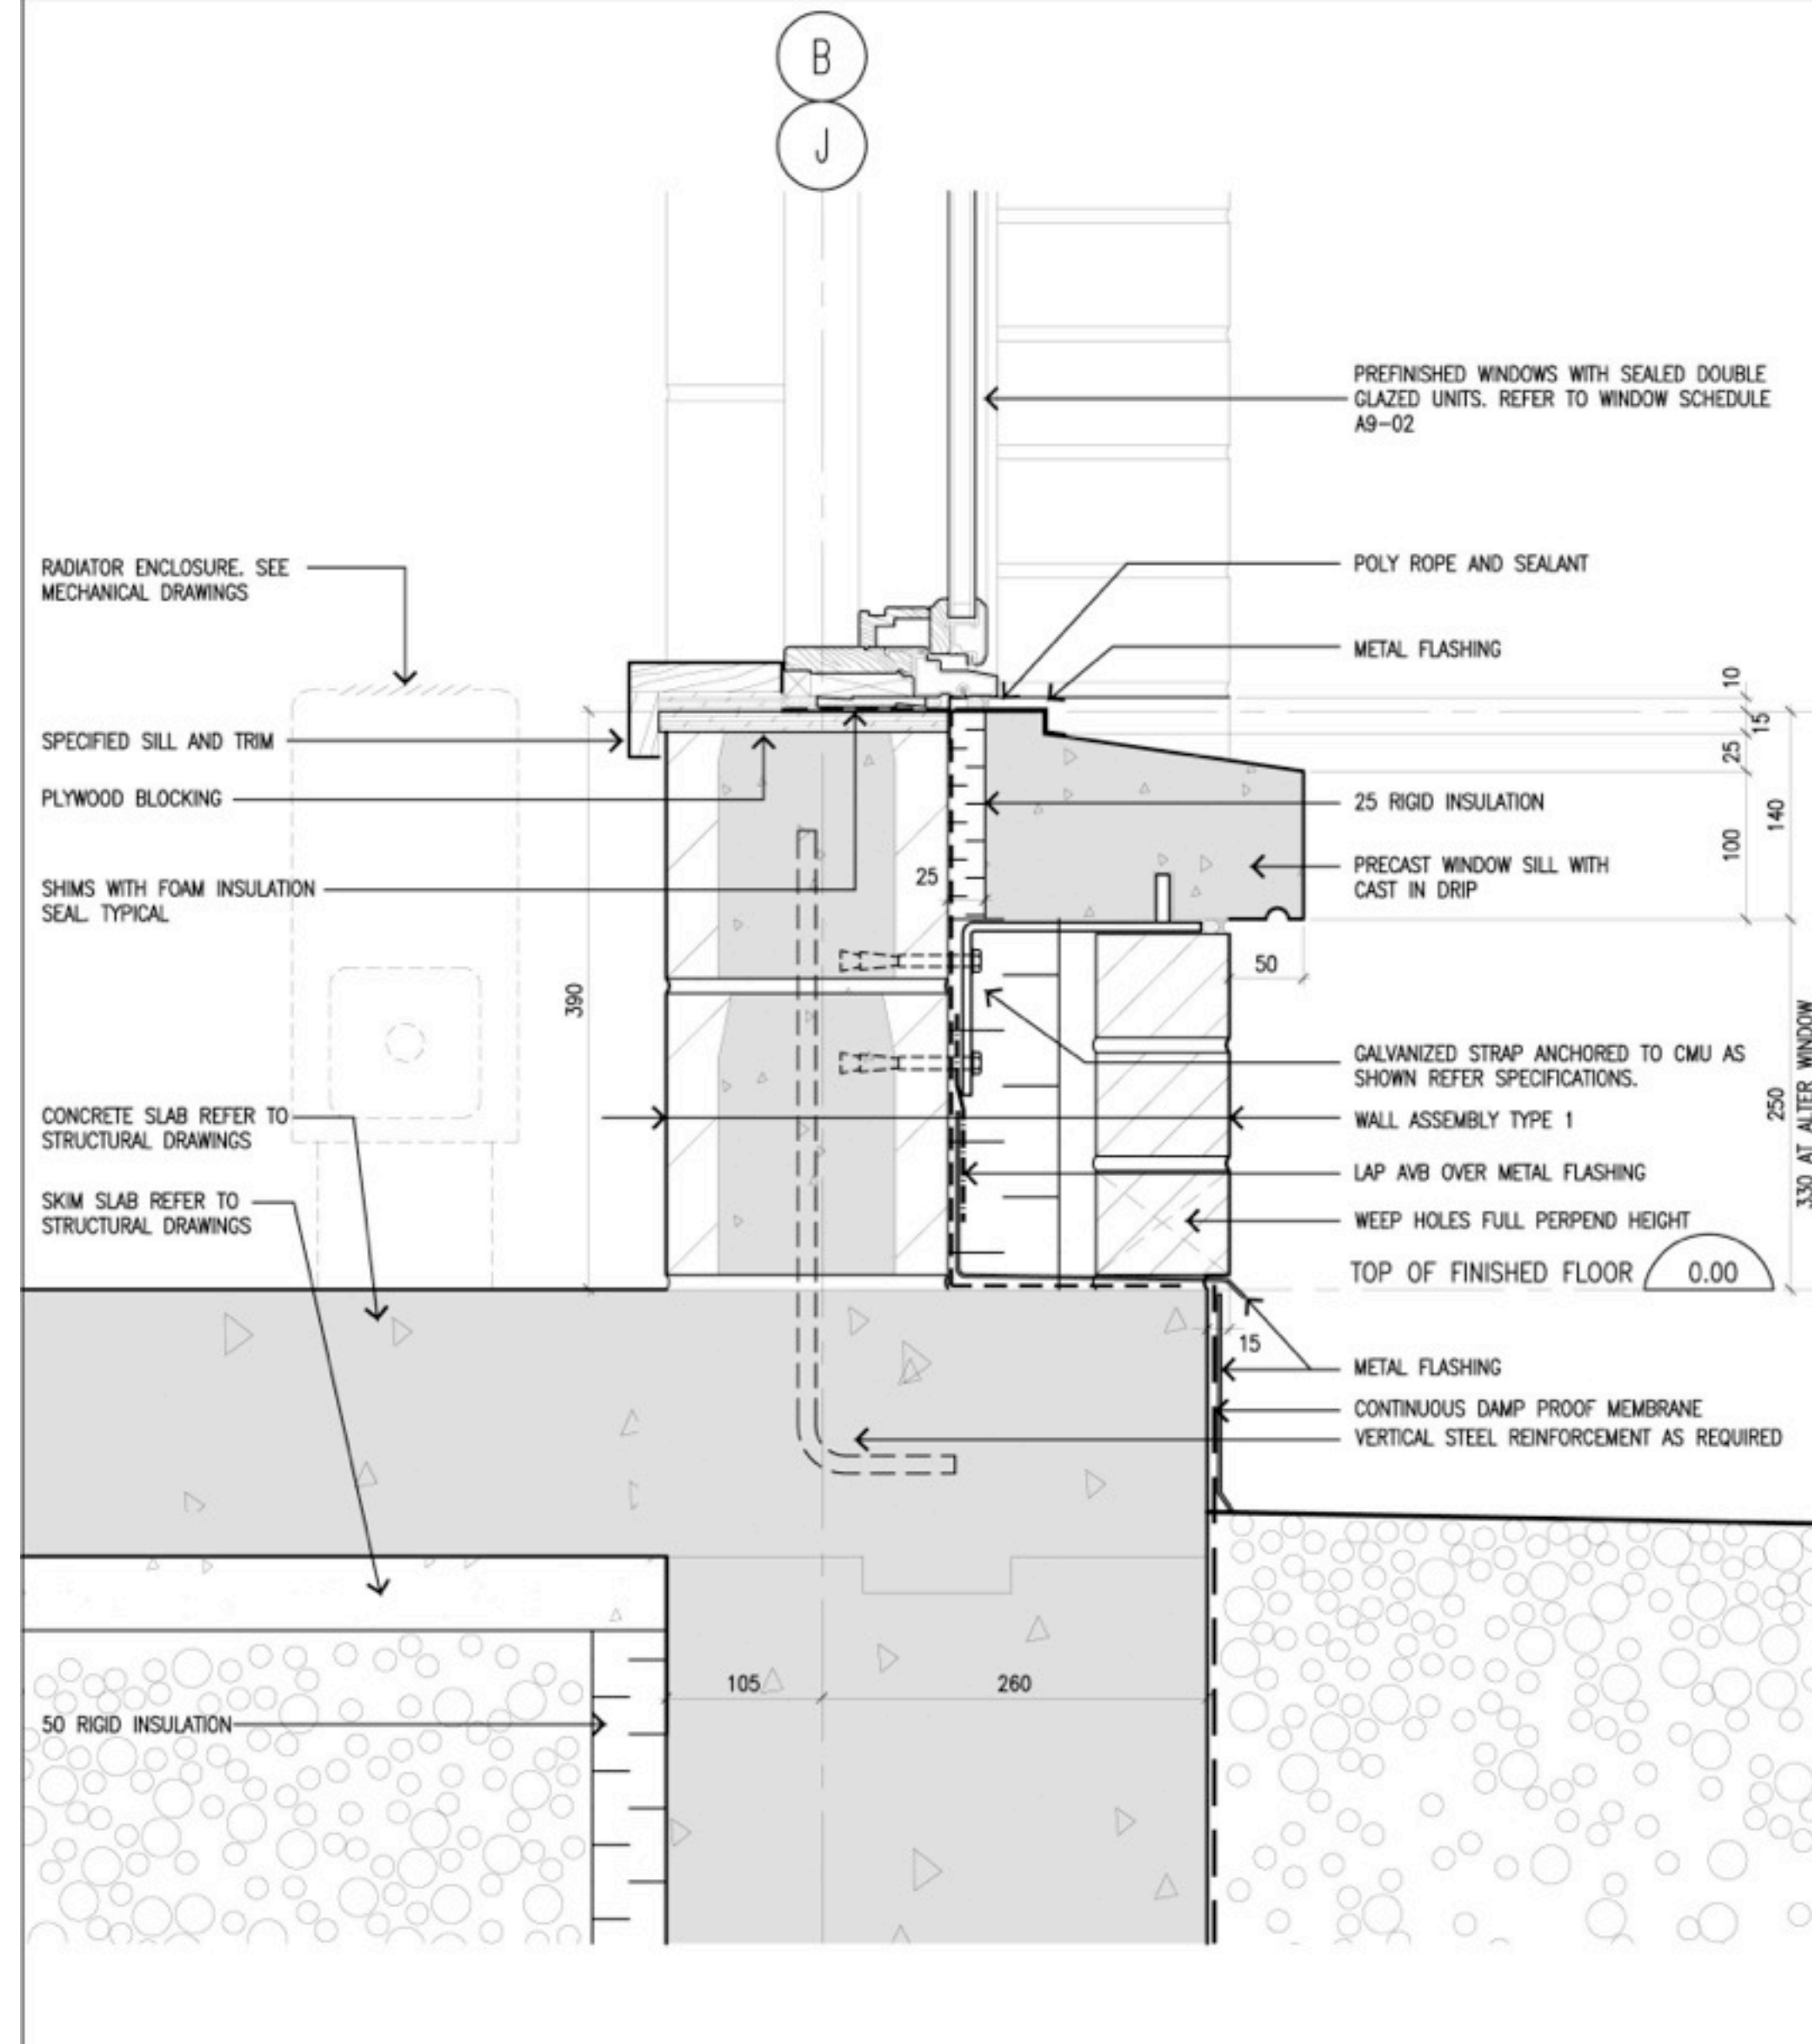 B
J
PREFINISHED WINDOWS WITH SEALED DOUBLE
GLAZED UNITS. REFER TO WINDOW SCHEDULE
A9-02
RADIATOR ENCLOSURE. SEE
MECHANICAL DRAWINGS
POLY ROPE AND SEALANT
METAL FLASHING
10
15
25
SPECIFIED SILL AND TRIM
PLYWOOD BLOCKING
25 RIGID INSULATION
100
140
PRECAST WINDOW SILL WITH
CAST IN DRIP
SHIMS WITH FOAM INSULATION
SEAL. TYPICAL
25
50
390
GALVANIZED STRAP ANCHORED TO CMU AS
SHOWN REFER SPECIFICATIONS.
250
330 AT ALTER WINDOW
CONCRETE SLAB REFER TO
STRUCTURAL DRAWINGS
WALL ASSEMBLY TYPE 1
LAP AVB OVER METAL FLASHING
SKIM SLAB REFER TO
STRUCTURAL DRAWINGS
WEEP HOLES FULL PERPEND HEIGHT
TOP OF FINISHED FLOOR 0.00
15
METAL FLASHING
CONTINUOUS DAMP PROOF MEMBRANE
VERTICAL STEEL REINFORCEMENT AS REQUIRED
105
260
50 RIGID INSULATION